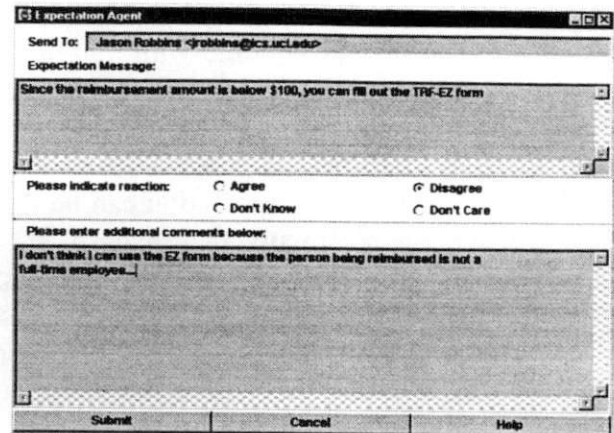 Expectation Agent
Send To: Jason Robbins <jrobbins@ics.uci.edu>
Expectation Message:
Since the reimbursement amount is below $100, you can fill out the TRF-EZ form
Please indicate reaction: Agree Disagree
Don't Know Don't Care
Please enter additional comments below:
I don't think I can use the EZ form because the person being reimbursed is not a
full-time employee...
Submit Cancel Help